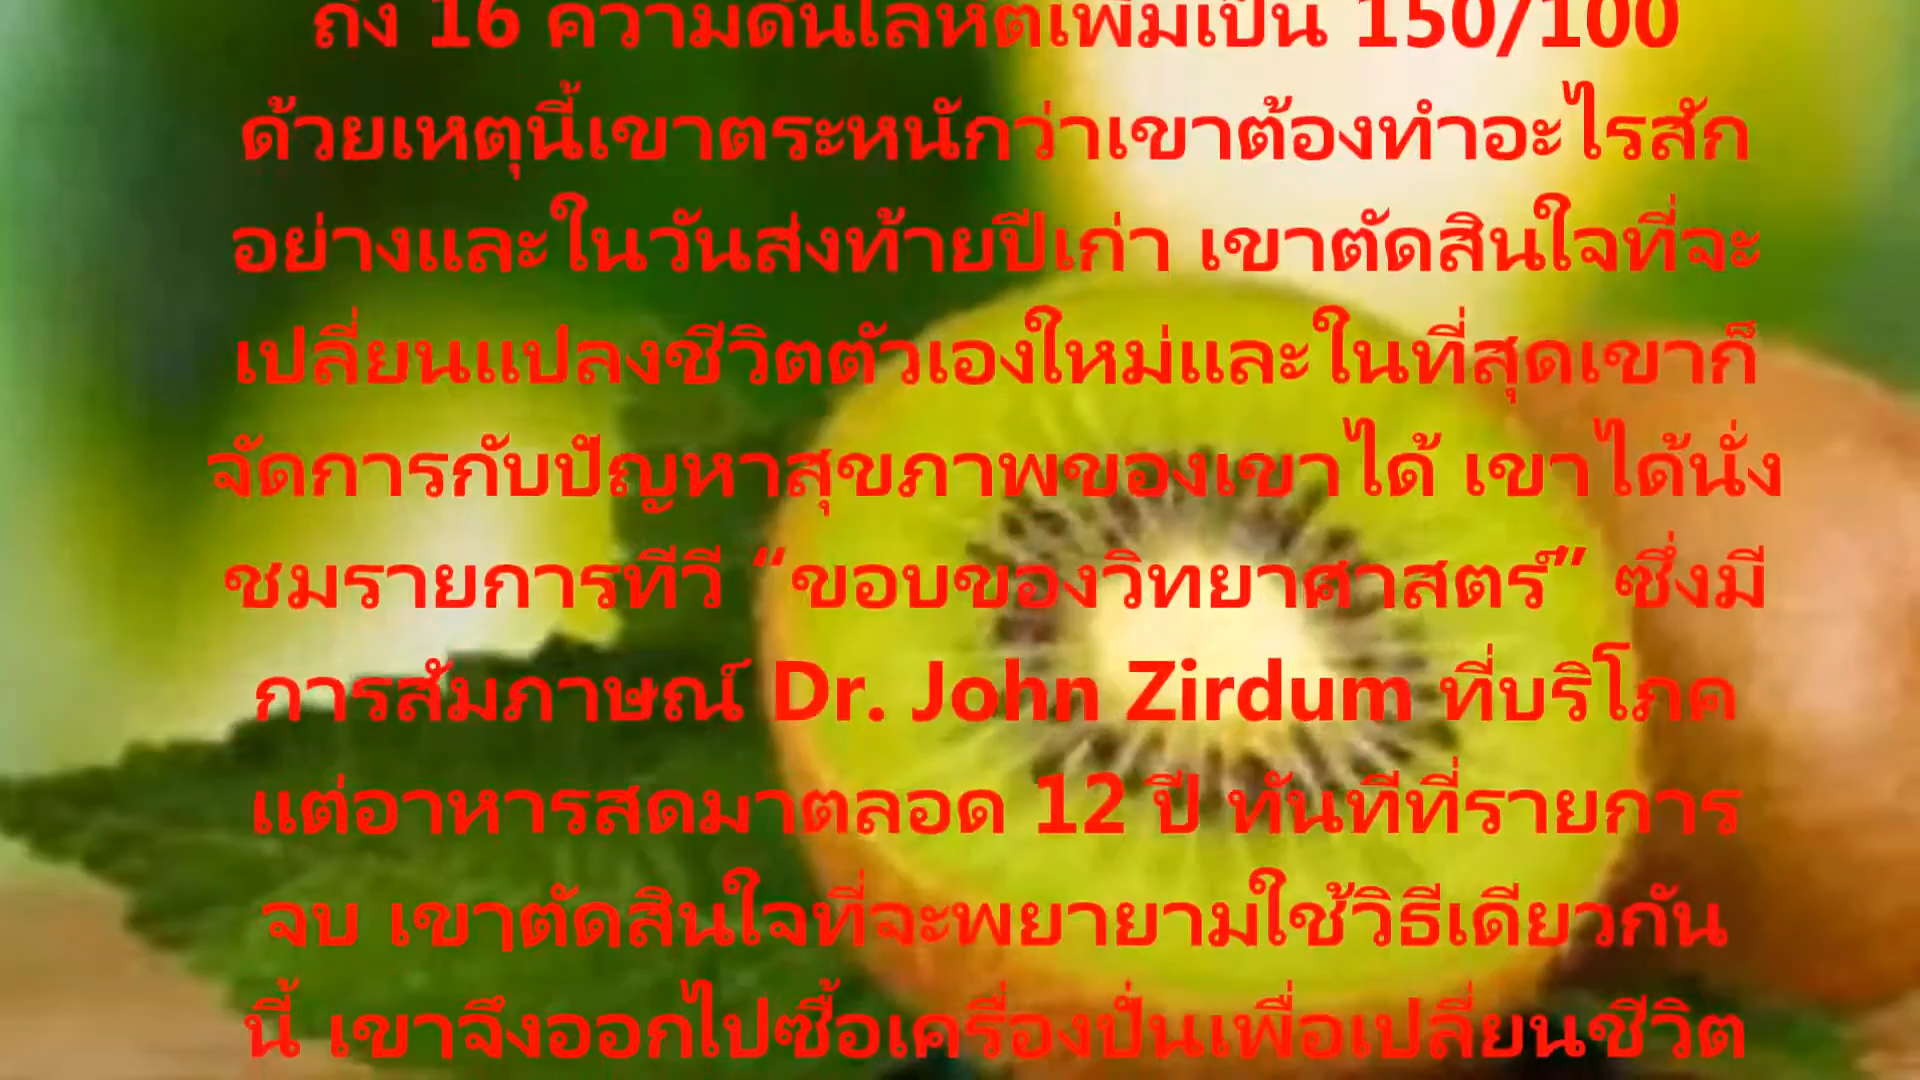 ถึง 16 ความดันโลหิตเพิ่มเป็น 150/100
ด้วยเหตุนี้เขาตระหนักว่าเขาต้องทำอะไรสัก
อย่างและในวันส่งท้ายปีเก่า เขาตัดสินใจที่จะ
เปลี่ยนแปลงชีวิตตัวเองใหม่และในที่สุดเขาก็
จัดการกับปัญหาสุขภาพของเขาได้ เขาได้นั่ง
ชมรายการทีวี “ขอบของวิทยาศาสตร์” ซึ่งมี
การสัมภาษณ์ Dr. John Zirdum ที่บริโภค
แต่อาหารสดมาตลอด 12 ปี ทันทีที่รายการ
จบ เขาตัดสินใจที่จะพยายามใช้วิธีเดียวกัน
นี้ เขาจึงออกไปซื้อเครื่องปั่นเพื่อเปลี่ยนชีวิต